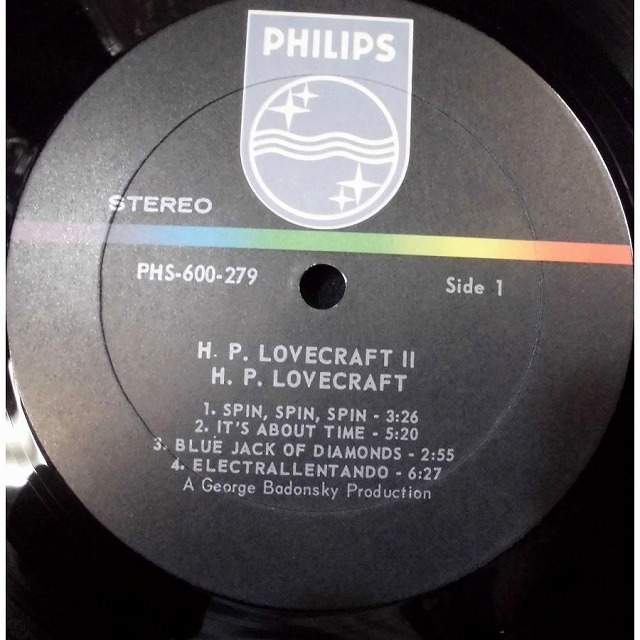 PHILIPS
STEREO
PHS-600-279
Side 1
H. P. LOVECRAFT II
H. P. LOVECRAFT
1. SPIN, SPIN, SPIN - 3:26
2. IT'S ABOUT TIME - 5:20
3. BLUE JACK OF DIAMONDS - 2:55
4. ELECTRALLENTANDO - 6:27
A George Badonsky Production